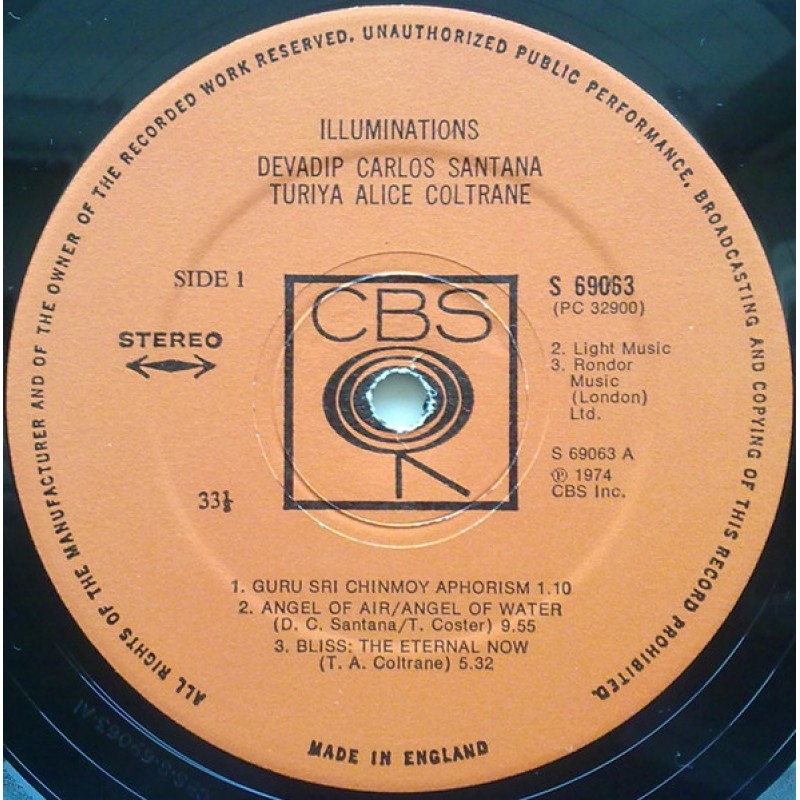 ALL RIGHTS OF THE MANUFACTURER AND OF THE OWNER OF THE RECORDED WORK RESERVED. UNAUTHORIZED PUBLIC PERFORMANCE, BROADCASTING AND COPYING OF THIS RECORD PROHIBITED.
ILLUMINATIONS
DEVADIP CARLOS SANTANA
TURIYA ALICE COLTRANE
SIDE 1
STEREO
33⅓
CBS
S 69063
(PC 32900)
2. Light Music
3. Rondor
Music
(London)
Ltd.
S 69063 A
℗ 1974
CBS Inc.
1. GURU SRI CHINMOY APHORISM 1.10
2. ANGEL OF AIR/ANGEL OF WATER
(D. C. Santana/T. Coster) 9.55
3. BLISS: THE ETERNAL NOW
(T. A. Coltrane) 5.32
MADE IN ENGLAND